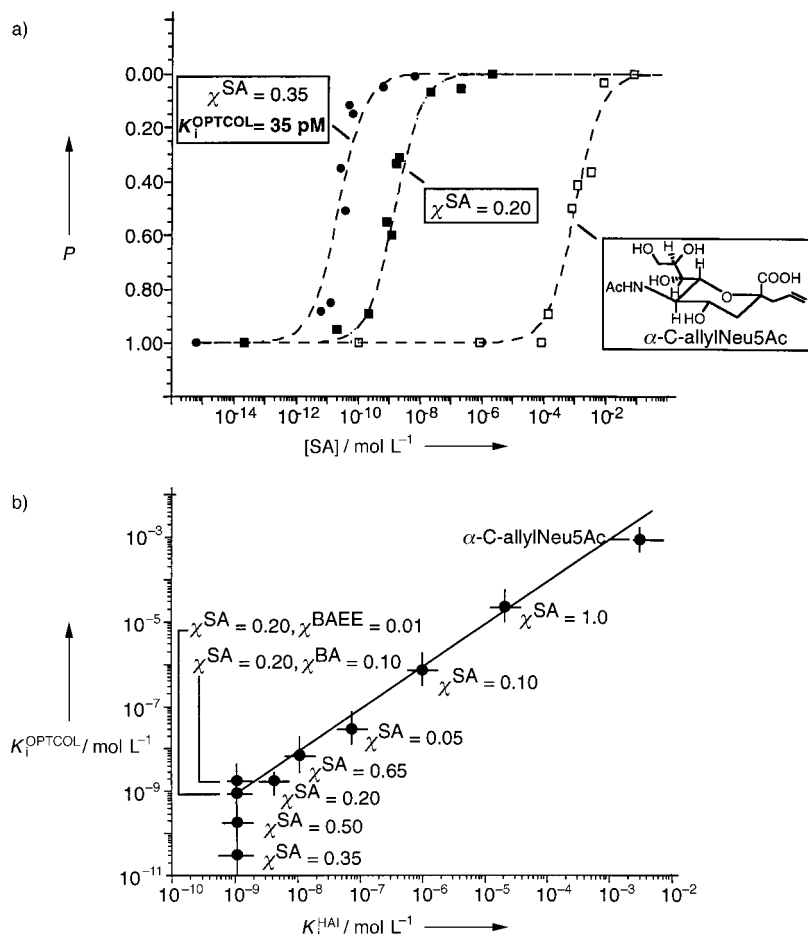 a)
0.00
0.20
0.40
0.60
0.80
1.00
P
χSA = 0.35
KiOPTCOL = 35 pM
χSA = 0.20
HO
H
OH
HO
H
COOH
O
AcHN
H
HO
α-C-allylNeu5Ac
10-14
10-12
10-10
10-8
10-6
10-4
10-2
[SA] / mol L-1
b)
10-3
10-5
10-7
10-9
10-11
KiOPTCOL / mol L-1
α-C-allylNeu5Ac
χSA = 1.0
χSA = 0.20, χBAEE = 0.01
χSA = 0.20, χBA = 0.10
χSA = 0.10
χSA = 0.05
χSA = 0.65
χSA = 0.20
χSA = 0.50
χSA = 0.35
10-10
10-9
10-8
10-7
10-6
10-5
10-4
10-3
10-2
KiHAI / mol L-1